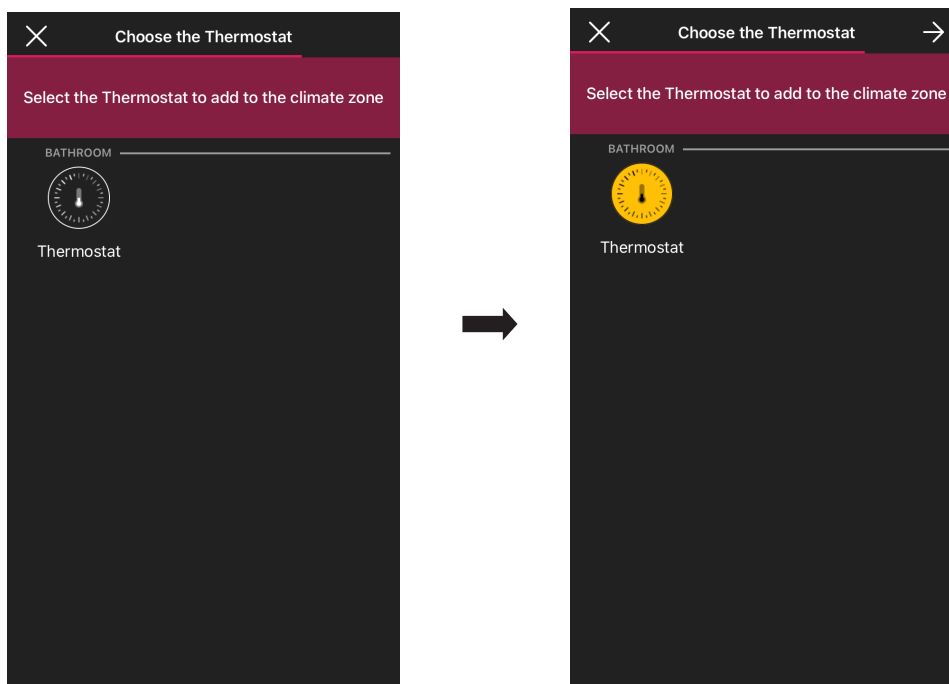 Choose the Thermostat
Select the Thermostat to add to the climate zone
BATHROOM
Thermostat
Choose the Thermostat
Select the Thermostat to add to the climate zone
BATHROOM
Thermostat